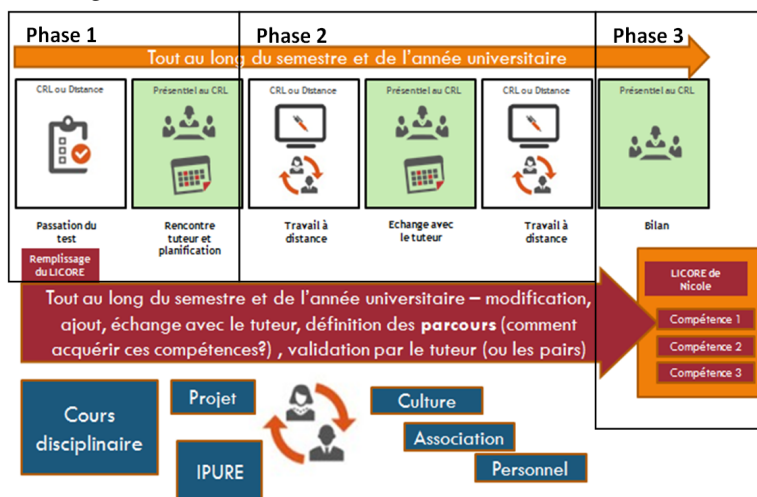 Phase 1
Phase 2
Phase 3
Tout au long du semestre et de l'année universitaire
CRL ou Distance
Présentiel au CRL
CRL ou Distance
Présentiel au CRL
CRL ou Distance
Présentiel au CRL
Passation du
test
Rencontre
tuteur et
planification
Travail à
distance
Echange avec
le tuteur
Travail à
distance
Bilan
Remplissage
du LICORE
Tout au long du semestre et de l'année universitaire – modification,
ajout, échange avec le tuteur, définition des parcours (comment
acquérir ces compétences?) , validation par le tuteur (ou les pairs)
LICORE de
Nicole
Compétence 1
Compétence 2
Compétence 3
Cours
disciplinaire
Projet
IPURE
Culture
Association
Personnel